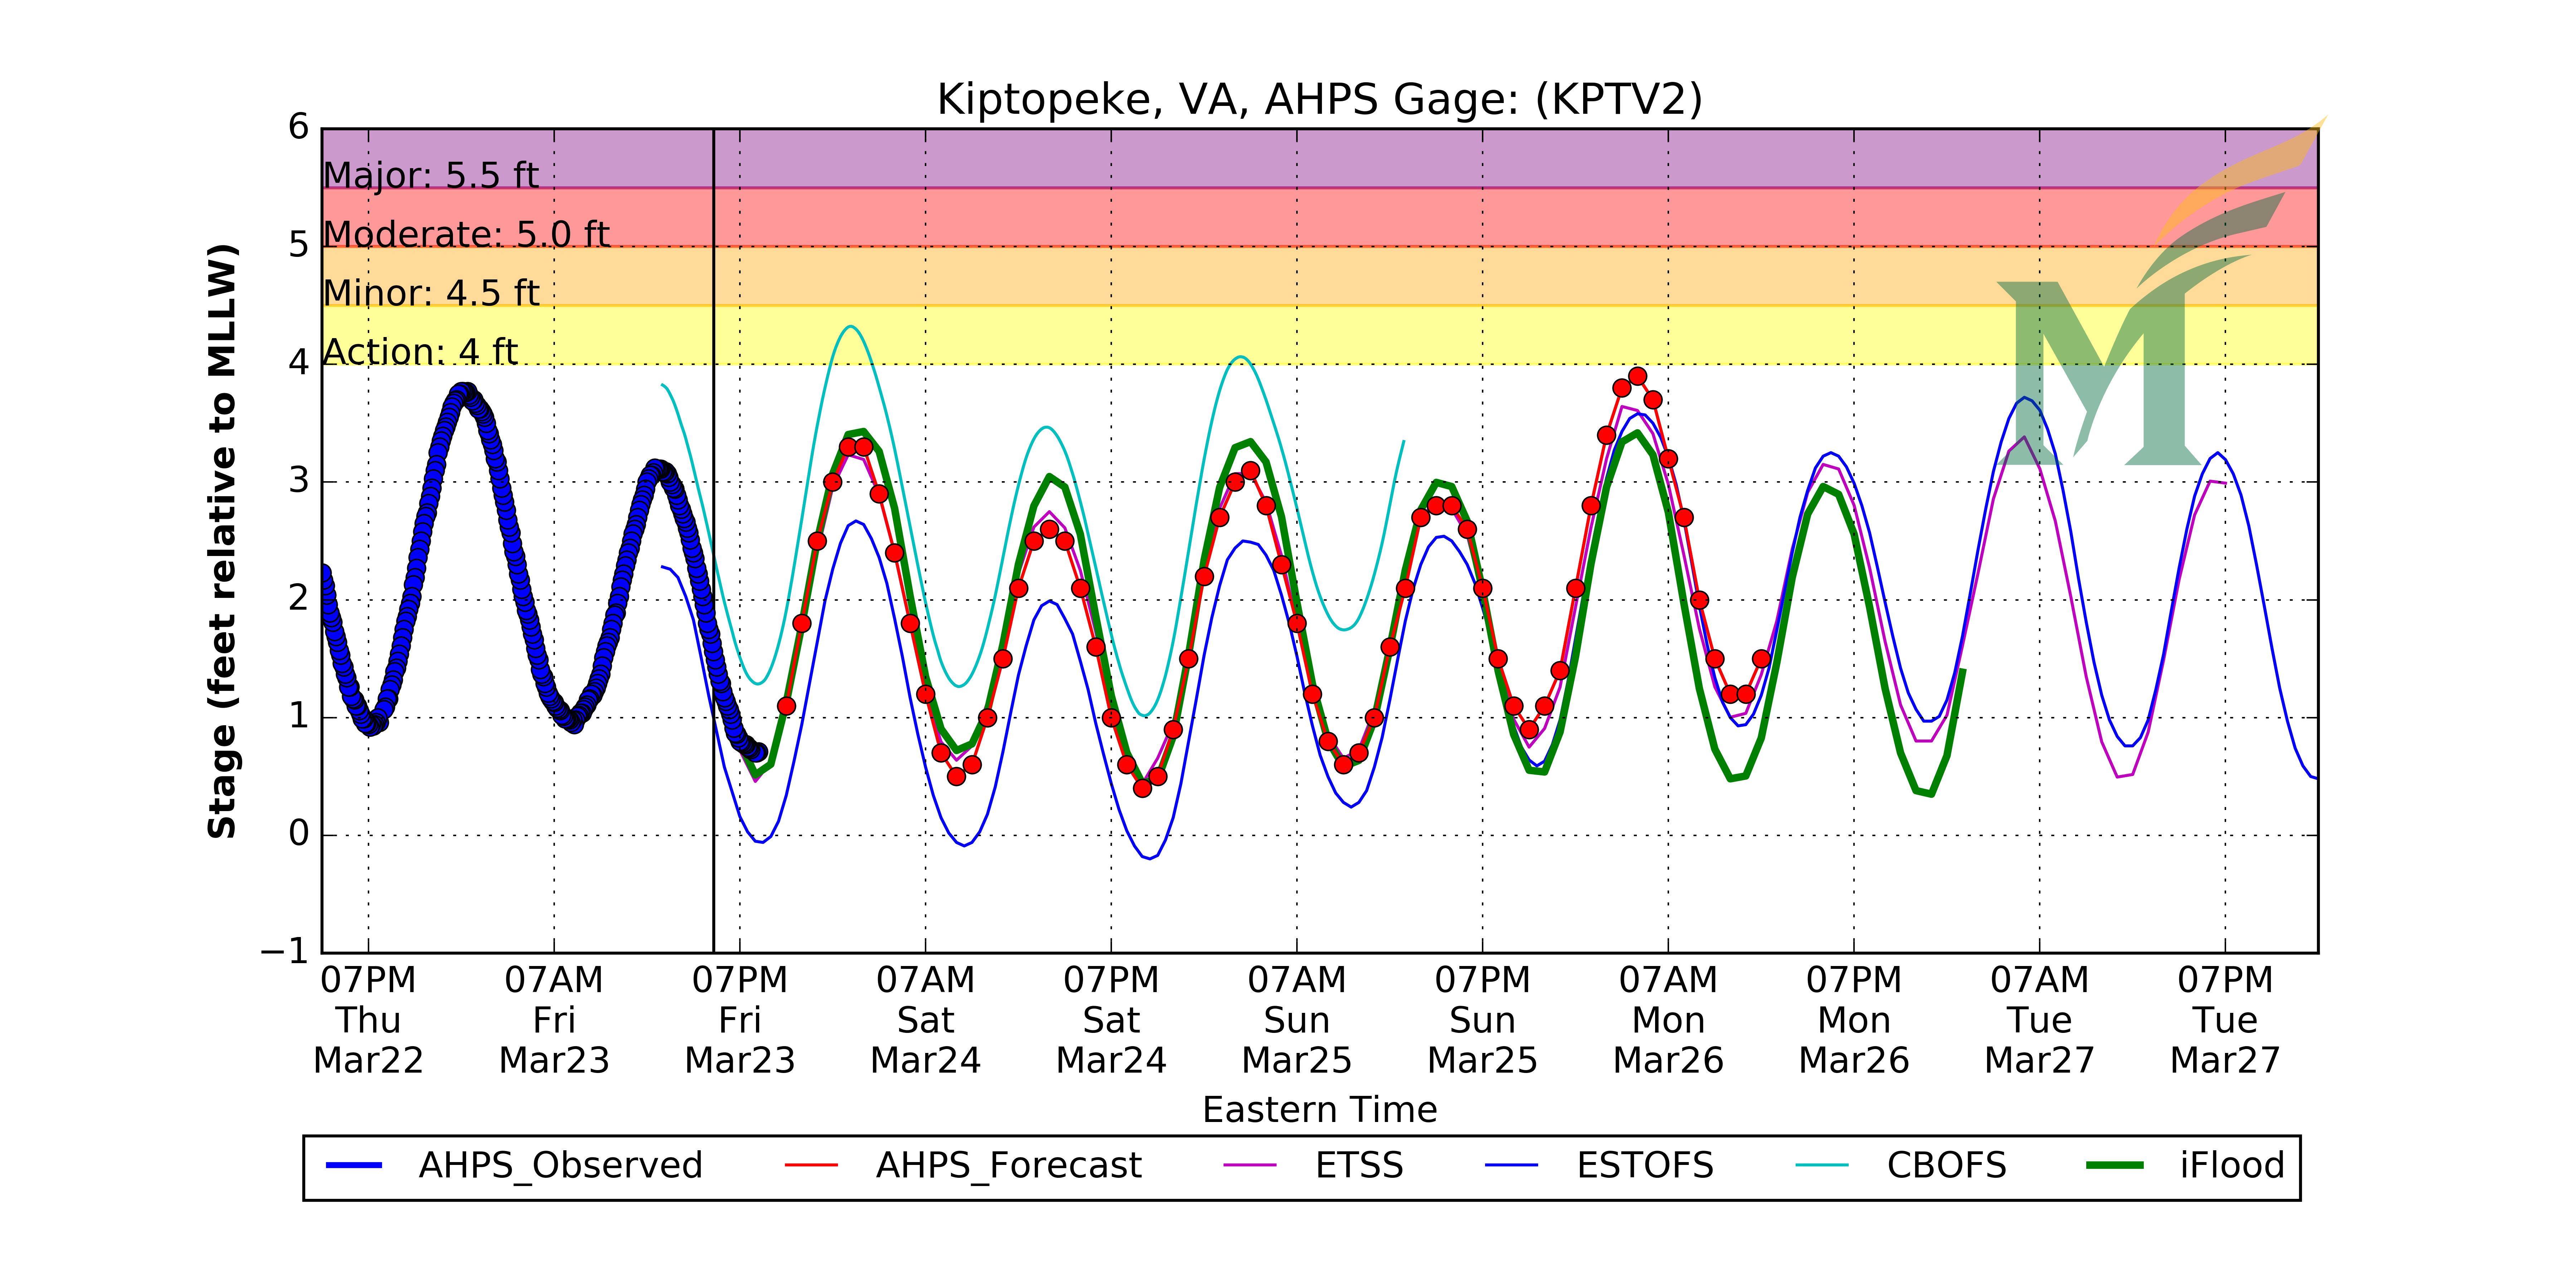 Kiptopeke, VA, AHPS Gage: (KPTV2)
Stage (feet relative to MLLW)
6
5
4
3
2
1
0
−1
Major: 5.5 ft
Moderate: 5.0 ft
Minor: 4.5 ft
Action: 4 ft
M
07PM 07AM 07PM 07AM 07PM 07AM 07PM 07AM 07PM 07AM 07PM
Thu Fri Fri Sat Sat Sun Sun Mon Mon Tue Tue
Mar22 Mar23 Mar23 Mar24 Mar24 Mar25 Mar25 Mar26 Mar26 Mar27 Mar27
Eastern Time
AHPS_Observed AHPS_Forecast ETSS ESTOFS CBOFS iFlood